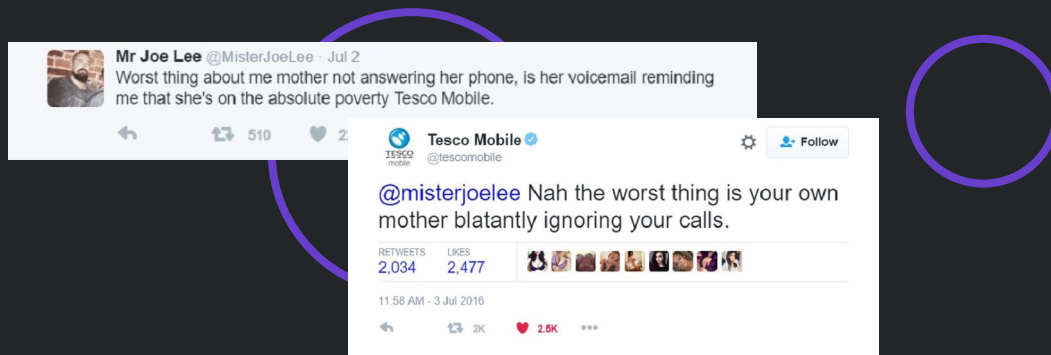 Mr Joe Lee @MisterJoeLee · Jul 2
Worst thing about me mother not answering her phone, is her voicemail reminding
me that she's on the absolute poverty Tesco Mobile.
510
Tesco Mobile
@tescomobile
TESCO
mobile
Follow
@misterjoelee Nah the worst thing is your own
mother blatantly ignoring your calls.
RETWEETS LIKES
2,034 2,477
11:58 AM - 3 Jul 2016
2K 2.5K